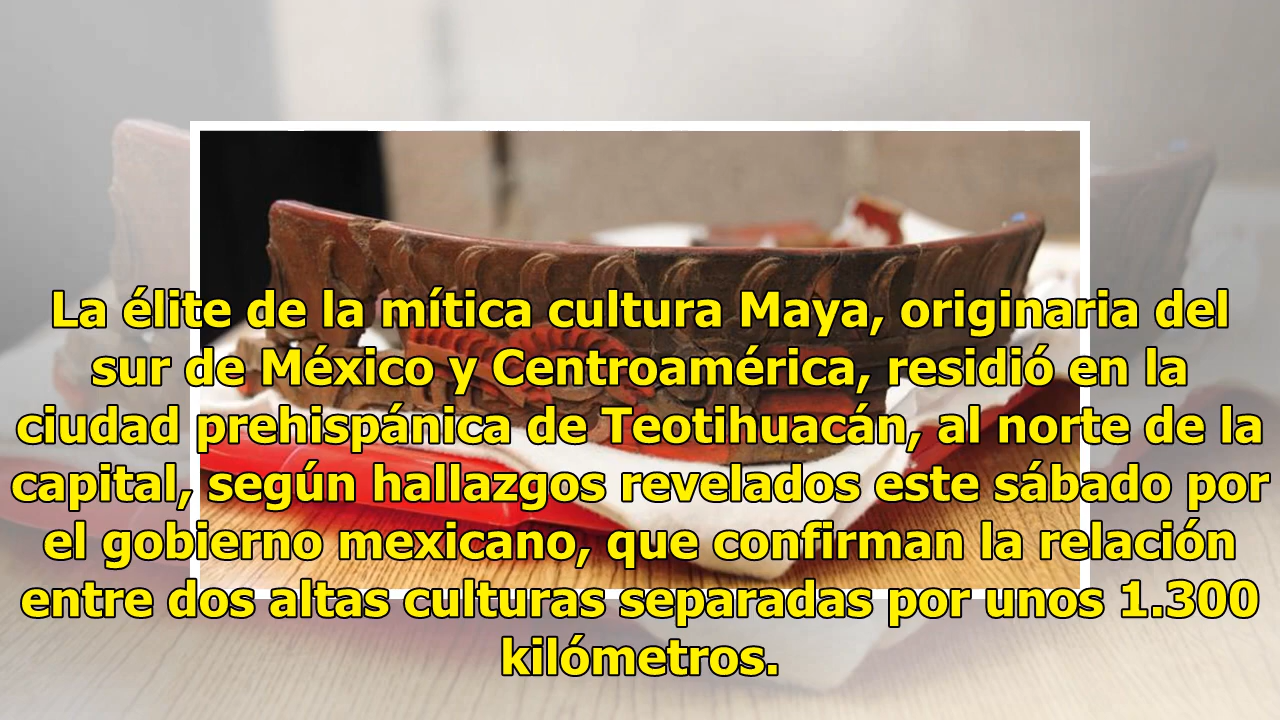 La élite de la mítica cultura Maya, originaria del
sur de México y Centroamérica, residió en la
ciudad prehispánica de Teotihuacán, al norte de la
capital, según hallazgos revelados este sábado por
el gobierno mexicano, que confirman la relación
entre dos altas culturas separadas por unos 1.300
kilómetros.